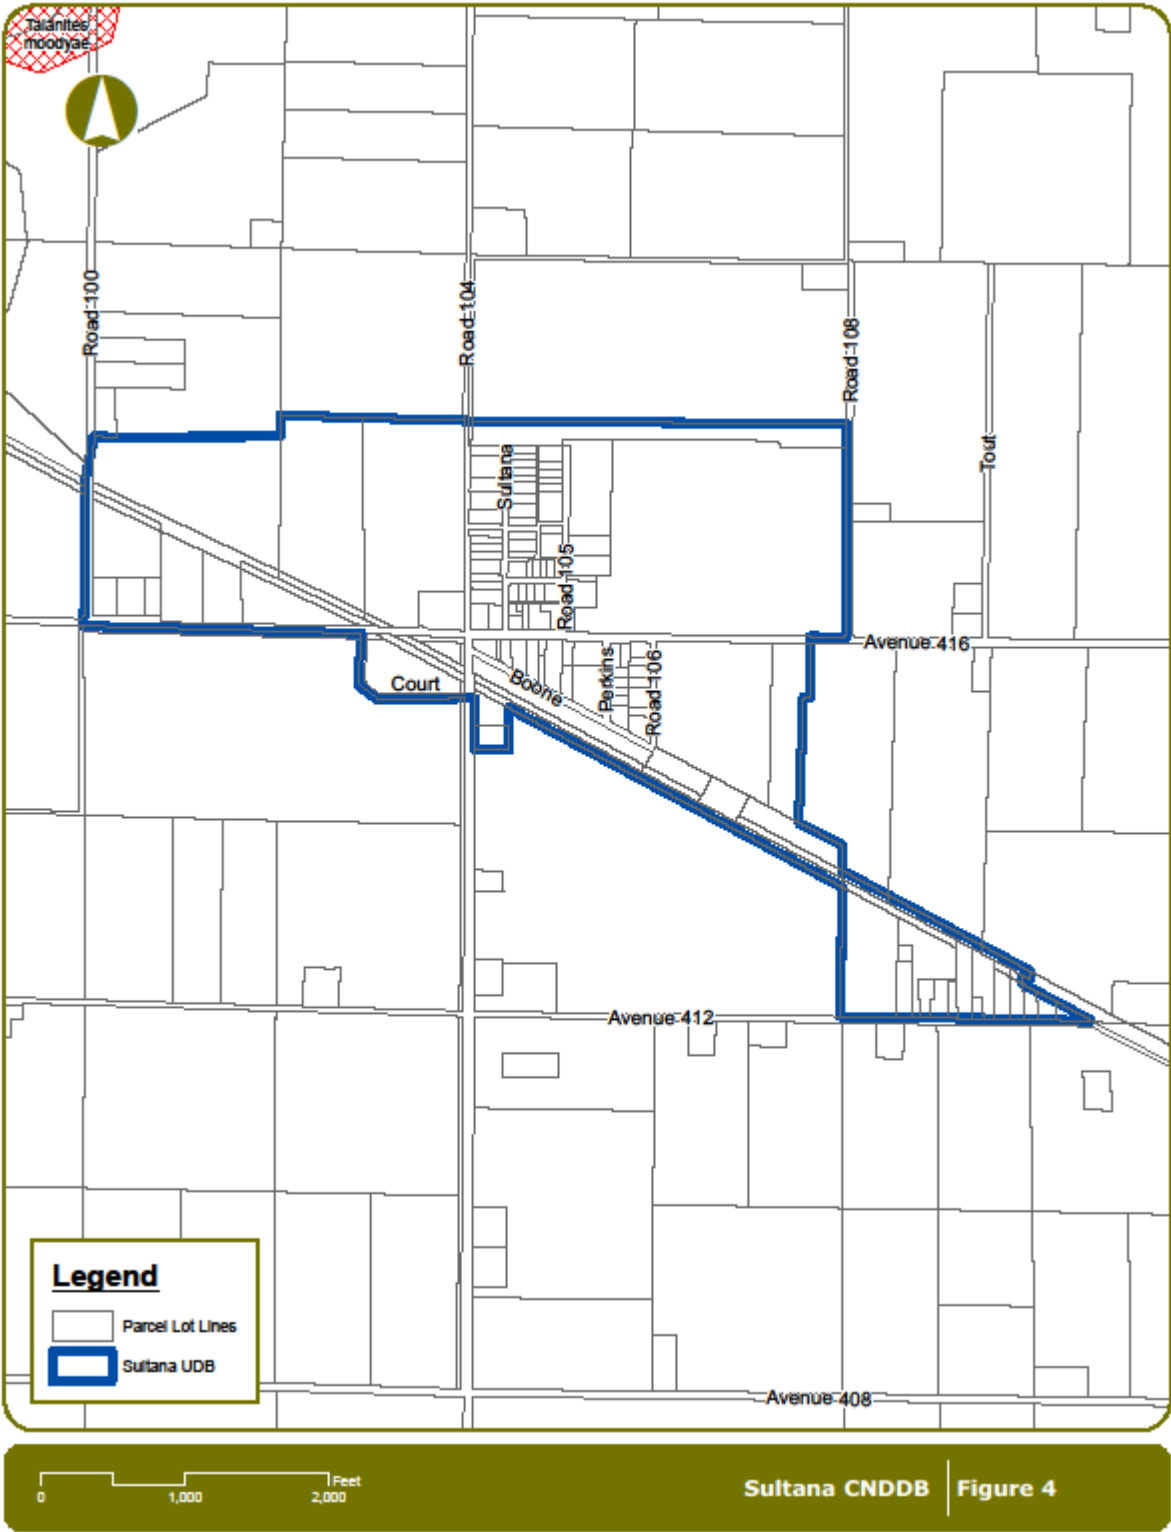 Talanites
moodyae
Road 100
Road 104
Road 108
Sultana
Tout
Road 105
Avenue 416
Perkins
Road 106
Court
Boone
Avenue 412
Legend
Parcel Lot Lines
Sultana UDB
Avenue 408
Feet
0 1,000 2,000
Sultana CNDDB Figure 4